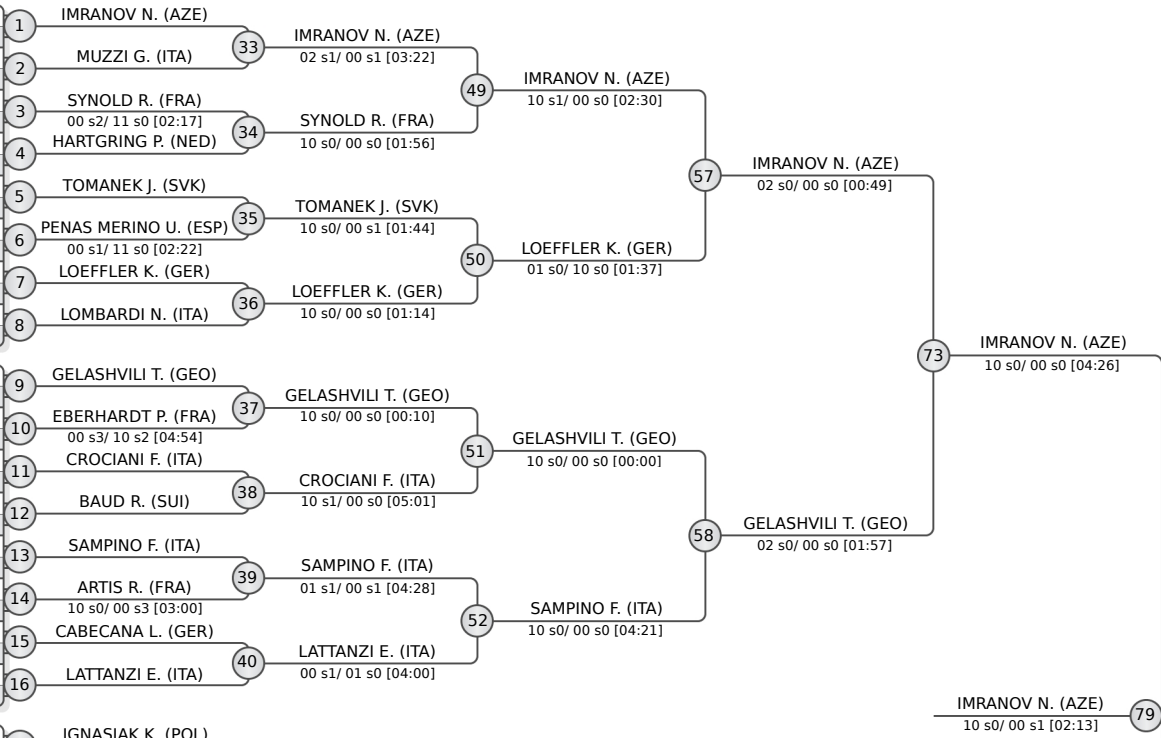 1
IMRANOV N. (AZE)
2
MUZZI G. (ITA)
33
IMRANOV N. (AZE)
02 s1/ 00 s1 [03:22]
3
SYNOLD R. (FRA)
00 s2/ 11 s0 [02:17]
4
HARTGRING P. (NED)
34
SYNOLD R. (FRA)
10 s0/ 00 s0 [01:56]
49
IMRANOV N. (AZE)
10 s1/ 00 s0 [02:30]
5
TOMANEK J. (SVK)
6
PENAS MERINO U. (ESP)
00 s1/ 11 s0 [02:22]
35
TOMANEK J. (SVK)
10 s0/ 00 s1 [01:44]
7
LOEFFLER K. (GER)
8
LOMBARDI N. (ITA)
36
LOEFFLER K. (GER)
10 s0/ 00 s0 [01:14]
50
LOEFFLER K. (GER)
01 s0/ 10 s0 [01:37]
57
IMRANOV N. (AZE)
02 s0/ 00 s0 [00:49]
9
GELASHVILI T. (GEO)
10
EBERHARDT P. (FRA)
00 s3/ 10 s2 [04:54]
37
GELASHVILI T. (GEO)
10 s0/ 00 s0 [00:10]
11
CROCIANI F. (ITA)
12
BAUD R. (SUI)
38
CROCIANI F. (ITA)
10 s1/ 00 s0 [05:01]
51
GELASHVILI T. (GEO)
10 s0/ 00 s0 [00:00]
13
SAMPINO F. (ITA)
14
ARTIS R. (FRA)
10 s0/ 00 s3 [03:00]
39
SAMPINO F. (ITA)
01 s1/ 00 s1 [04:28]
15
CABECANA L. (GER)
16
LATTANZI E. (ITA)
40
LATTANZI E. (ITA)
00 s1/ 01 s0 [04:00]
52
SAMPINO F. (ITA)
10 s0/ 00 s0 [04:21]
58
GELASHVILI T. (GEO)
02 s0/ 00 s0 [01:57]
73
IMRANOV N. (AZE)
10 s0/ 00 s0 [04:26]
IMRANOV N. (AZE)
10 s0/ 00 s1 [02:13]
79
IGNASIAK K. (POL)